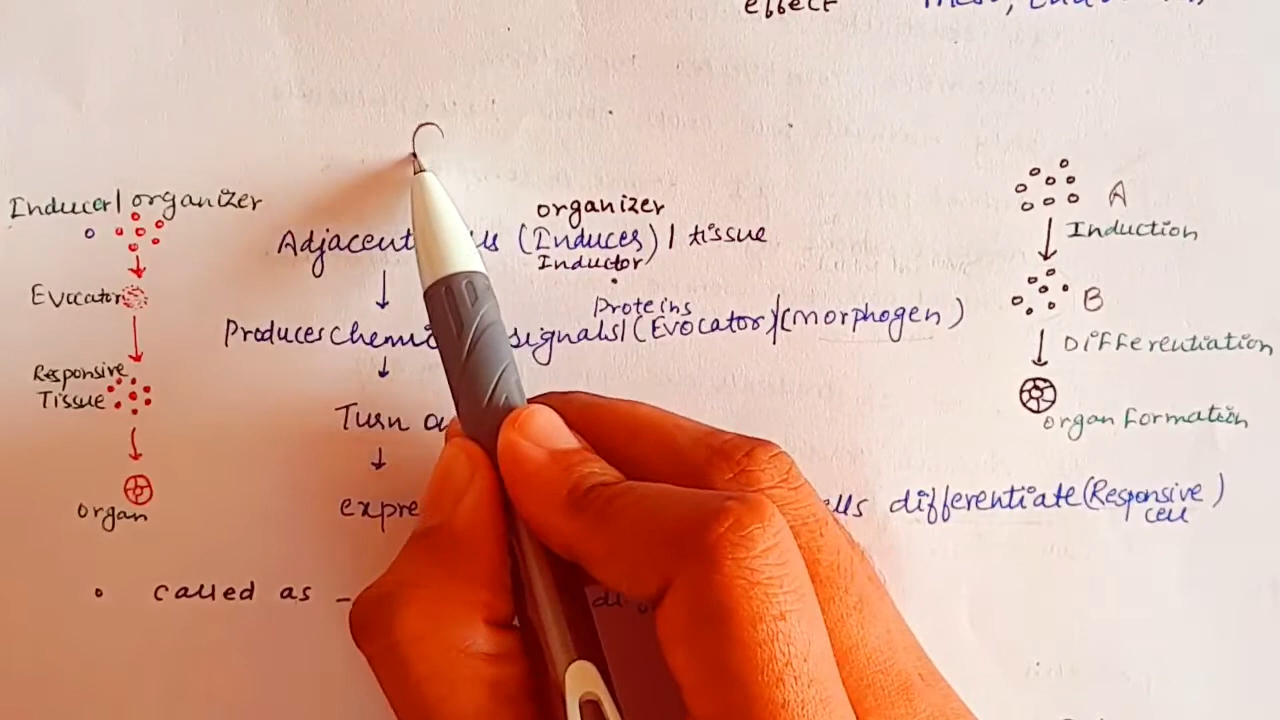 effect
Inducer/organizer
Evocator
Responsive
Tissue
organ
organizer
Adjacent (Induces) / tissue
Inductor
Proteins
Produces chemi signals/(Evocator)/(morphogen)
Turn
expre differentiate (Responsive)
cell
called as _
A
Induction
B
Differentiation
organ formation